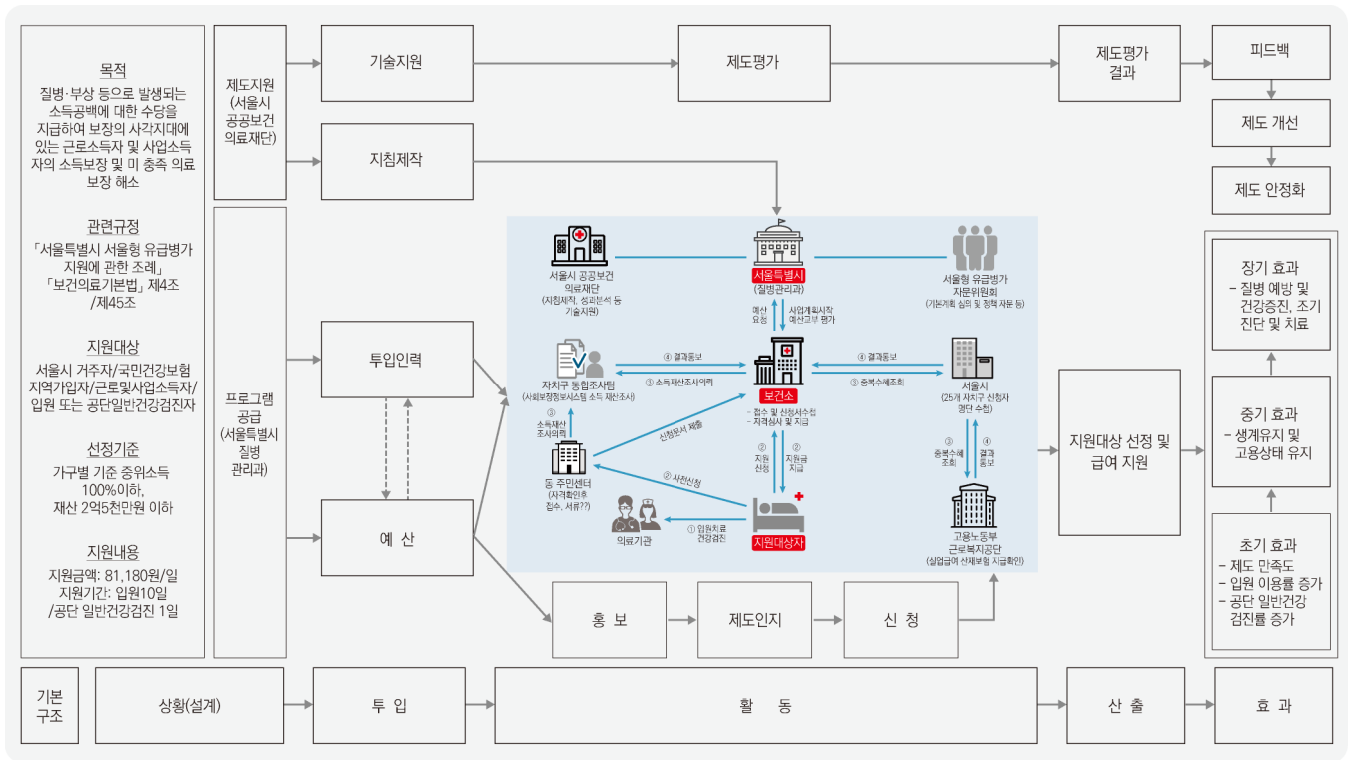 목적
질병·부상 등으로 발생되는
소득공백에 대한 수당을
지급하여 보장의 사각지대에
있는 근로소득자 및 사업소득
자의 소득보장 및 미 충족 의료
보장 해소
관련규정
「서울특별시 서울형 유급병가
지원에 관한 조례」
「보건의료기본법」 제4조
/제45조
지원대상
서울시 거주자/국민건강보험
지역가입자/근로및사업소득자/
입원 또는 공단일반건강검진자
선정기준
가구별 기준 중위소득
100%이하,
재산 2억5천만원 이하
지원내용
지원금액: 81,180원/일
지원기간: 입원10일
/공단 일반건강검진 1일
제도지원
(서울시
공공보건
의료재단)
프로그램
공급
(서울특별시
질병
관리과)
기술지원
지침제작
제도평가
제도평가
결과
피드백
제도 개선
제도 안정화
투입인력
예 산
서울시 공공보건
의료재단
(지침제작, 성과분석 등
기술지원)
서울특별시
(질병관리과)
서울형 유급병가
자문위원회
(기본계획 심의 및 정책 자문 등)
예산
요청
사업계획시작
예산교부 평가
자치구 통합조사팀
(사회보장정보시스템 소득 재산조사)
④ 결과통보
③ 소득재산조사이력
보건소
- 접수 및 신청서수합
- 자격심사 및 지급
④ 결과통보
③ 중복수혜조회
서울시
(25개 자치구 신청자
명단 수합)
③
소득재산
조사의뢰
신청문서 제출
동 주민센터
(자격확인후
접수, 서류??)
② 사전신청
②
지원
신청
②
지원금
지급
③
중복수혜
조회
④
결과
통보
의료기관
① 입원치료
건강검진
지원대상자
고용노동부
근로복지공단
(실업급여 산재보험 지급확인)
홍 보
제도인지
신 청
지원대상 선정 및
급여 지원
장기 효과
- 질병 예방 및
건강증진, 조기
진단 및 치료
중기 효과
- 생계유지 및
고용상태 유지
초기 효과
- 제도 만족도
- 입원 이용률 증가
- 공단 일반건강
검진률 증가
기본
구조
상황(설계)
투 입
활 동
산 출
효 과